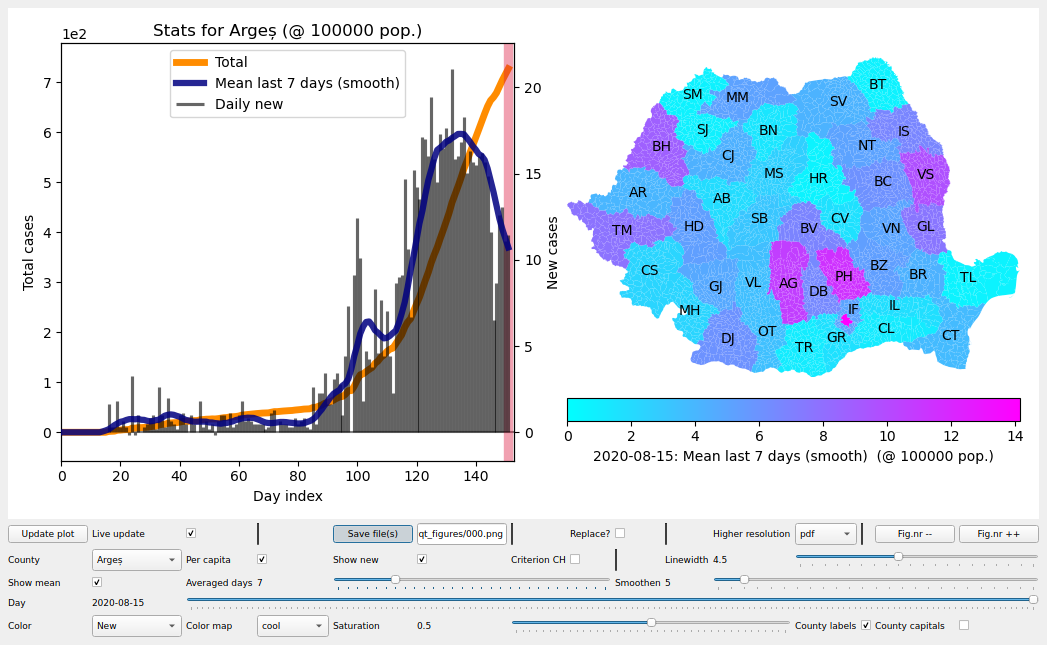 Stats for Argeș (@ 100000 pop.)
1e2
Total
Mean last 7 days (smooth)
Daily new
Total cases
7
6
5
4
3
2
1
0
New cases
20
15
10
5
0
0 20 40 60 80 100 120 140
Day index
BT
SM MM SV
SJ BN IS
BH CJ NT
MS HR BC VS
AR AB
SB CV
TM HD BV VN GL
CS BZ
GJ VL AG PH BR TL
DB
MH IF IL
DJ OT TR GR CL CT
0 2 4 6 8 10 12 14
2020-08-15: Mean last 7 days (smooth) (@ 100000 pop.)
Update plot Live update Save file(s) qt_figures/000.png Replace? Higher resolution pdf Fig.nr -- Fig.nr ++
County Argeș Per capita Show new Criterion CH Linewidth 4.5
Show mean Averaged days 7 Smoothen 5
Day 2020-08-15
Color New Color map cool Saturation 0.5 County labels County capitals